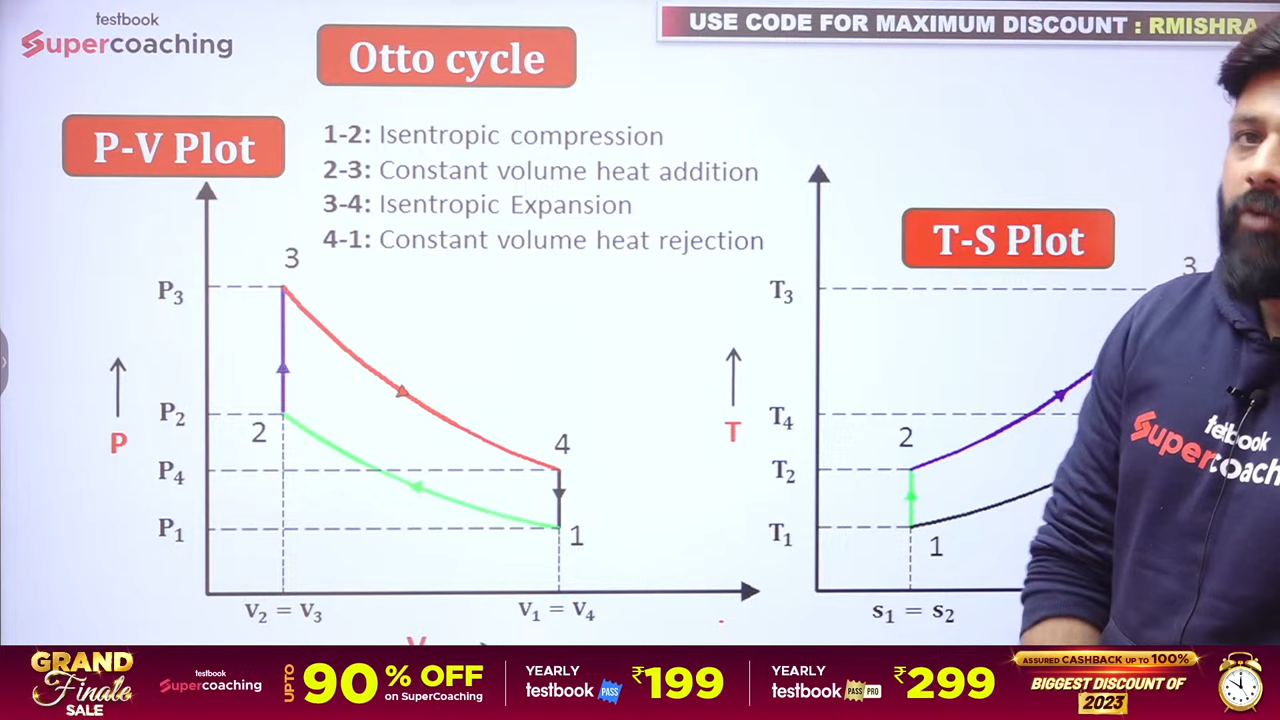 testbook
Supercoaching
USE CODE FOR MAXIMUM DISCOUNT : RMISHRA
Otto cycle
P-V Plot
1-2: Isentropic compression
2-3: Constant volume heat addition
3-4: Isentropic Expansion
4-1: Constant volume heat rejection
T-S Plot
3
P₃
P₂
P₄
P₁
P
2
4
1
V₂ = V₃
V₁ = V₄
3
T₃
T₄
T₂
T₁
T
2
1
s₁ = s₂
testbook
Supercoach
GRAND
Finale
SALE
testbook
Supercoaching
UPTO
90% OFF
on SuperCoaching
YEARLY
testbook PASS
₹199
YEARLY
testbook PASS PRO
₹299
ASSURED CASHBACK UP TO 100%
BIGGEST DISCOUNT OF
2023